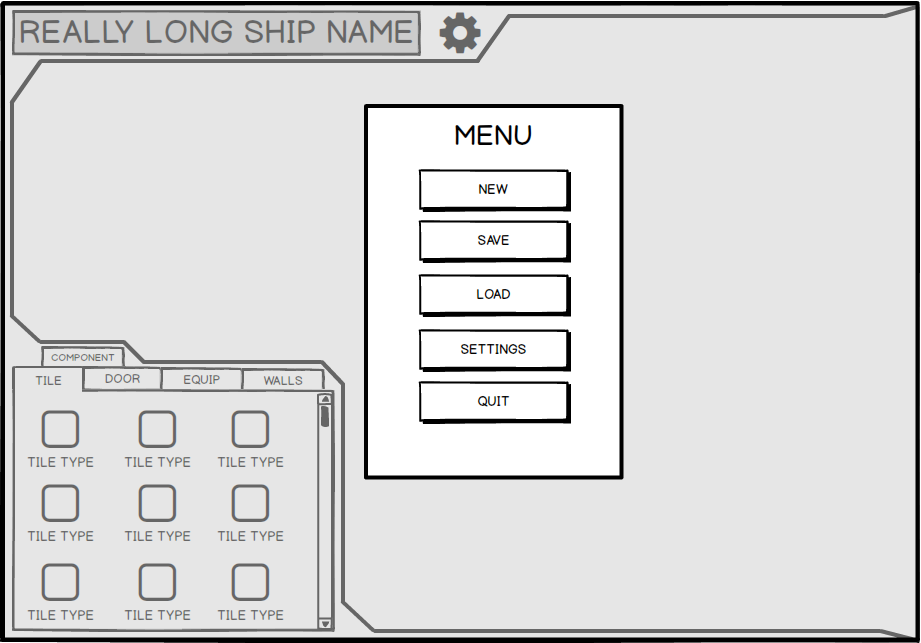 REALLY LONG SHIP NAME
MENU
NEW
SAVE
LOAD
SETTINGS
QUIT
COMPONENT
TILE DOOR EQUIP WALLS
TILE TYPE TILE TYPE TILE TYPE
TILE TYPE TILE TYPE TILE TYPE
TILE TYPE TILE TYPE TILE TYPE